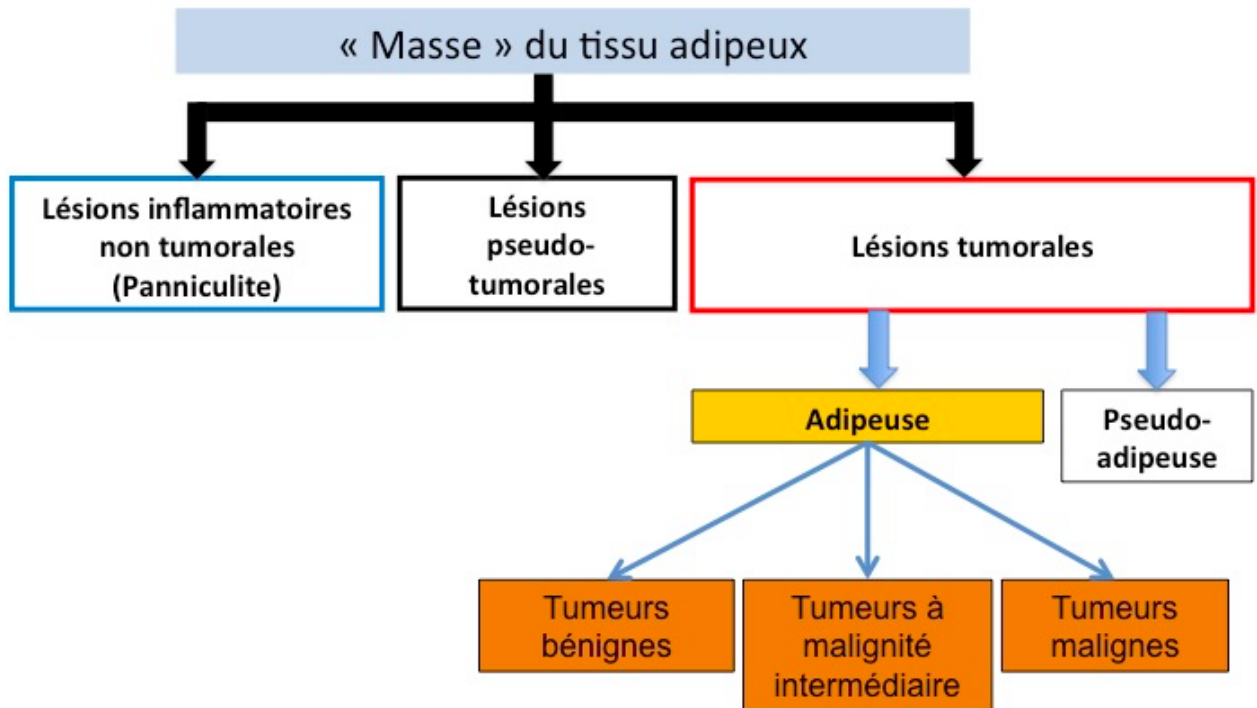 « Masse » du tissu adipeux
Lésions inflammatoires
non tumorales
(Panniculite)
Lésions
pseudo-
tumorales
Lésions tumorales
Adipeuse
Pseudo-
adipeuse
Tumeurs
bénignes
Tumeurs à
malignité
intermédiaire
Tumeurs
malignes